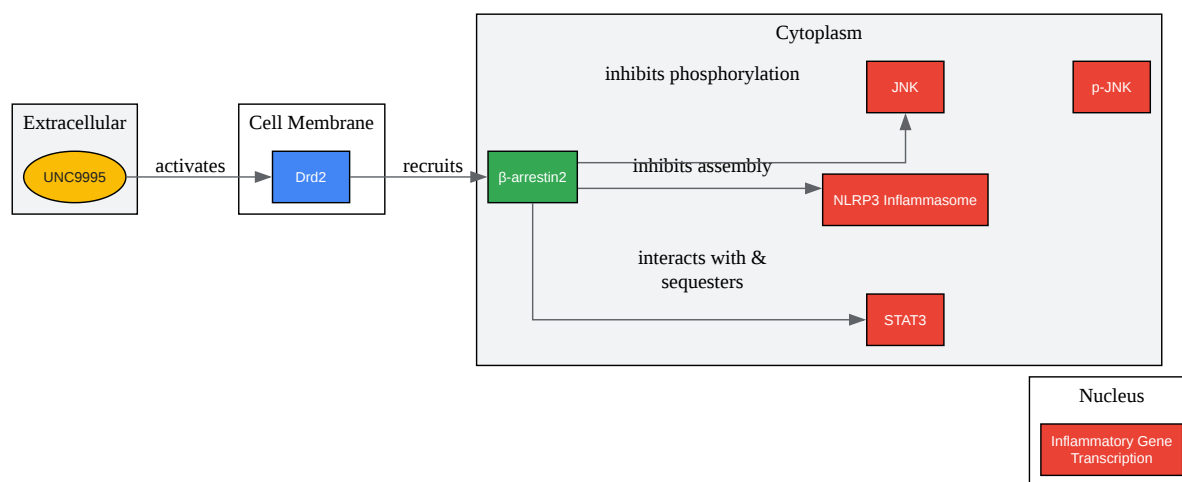 Cytoplasm
inhibits phosphorylation
JNK
p-JNK
Extracellular
Cell Membrane
UNC9995
activates
Drd2
recruits
β-arrestin2
inhibits assembly
NLRP3 Inflammasome
interacts with &
sequesters
STAT3
Nucleus
Inflammatory Gene
Transcription